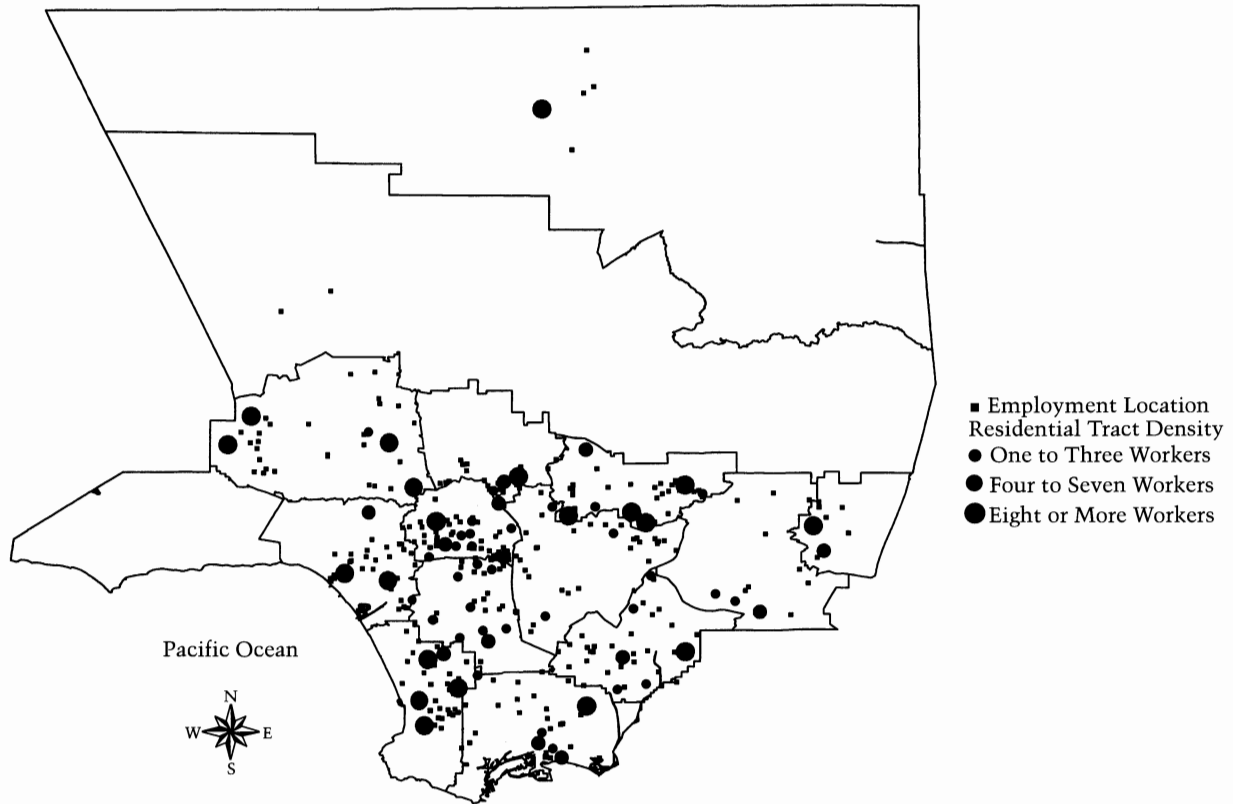 Employment Location
Residential Tract Density
One to Three Workers
Four to Seven Workers
Eight or More Workers
Pacific Ocean
N
W E
S